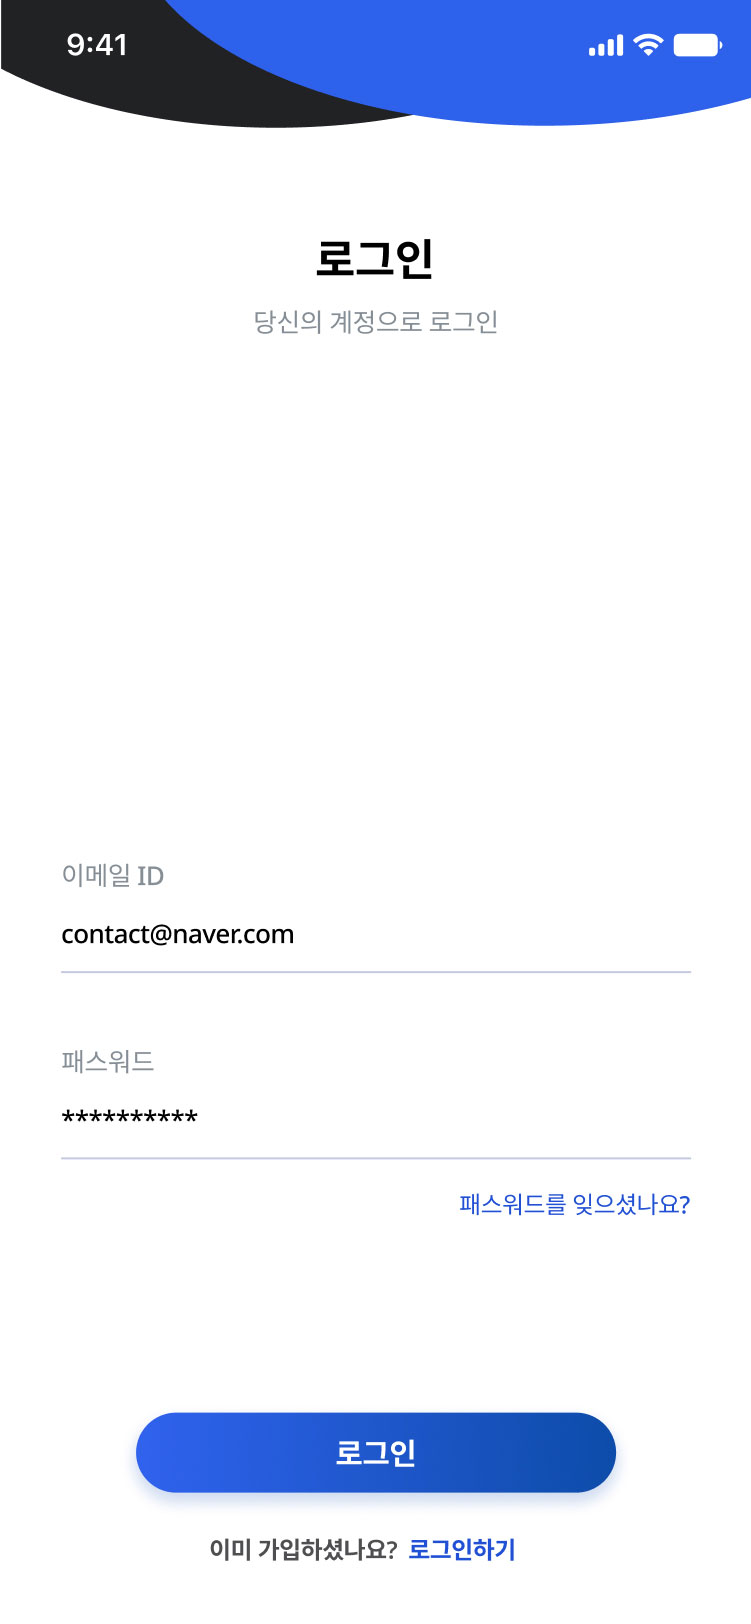 9:41
로그인
당신의 계정으로 로그인
이메일 ID
contact@naver.com
패스워드
**********
패스워드를 잊으셨나요?
로그인
이미 가입하셨나요? 로그인하기